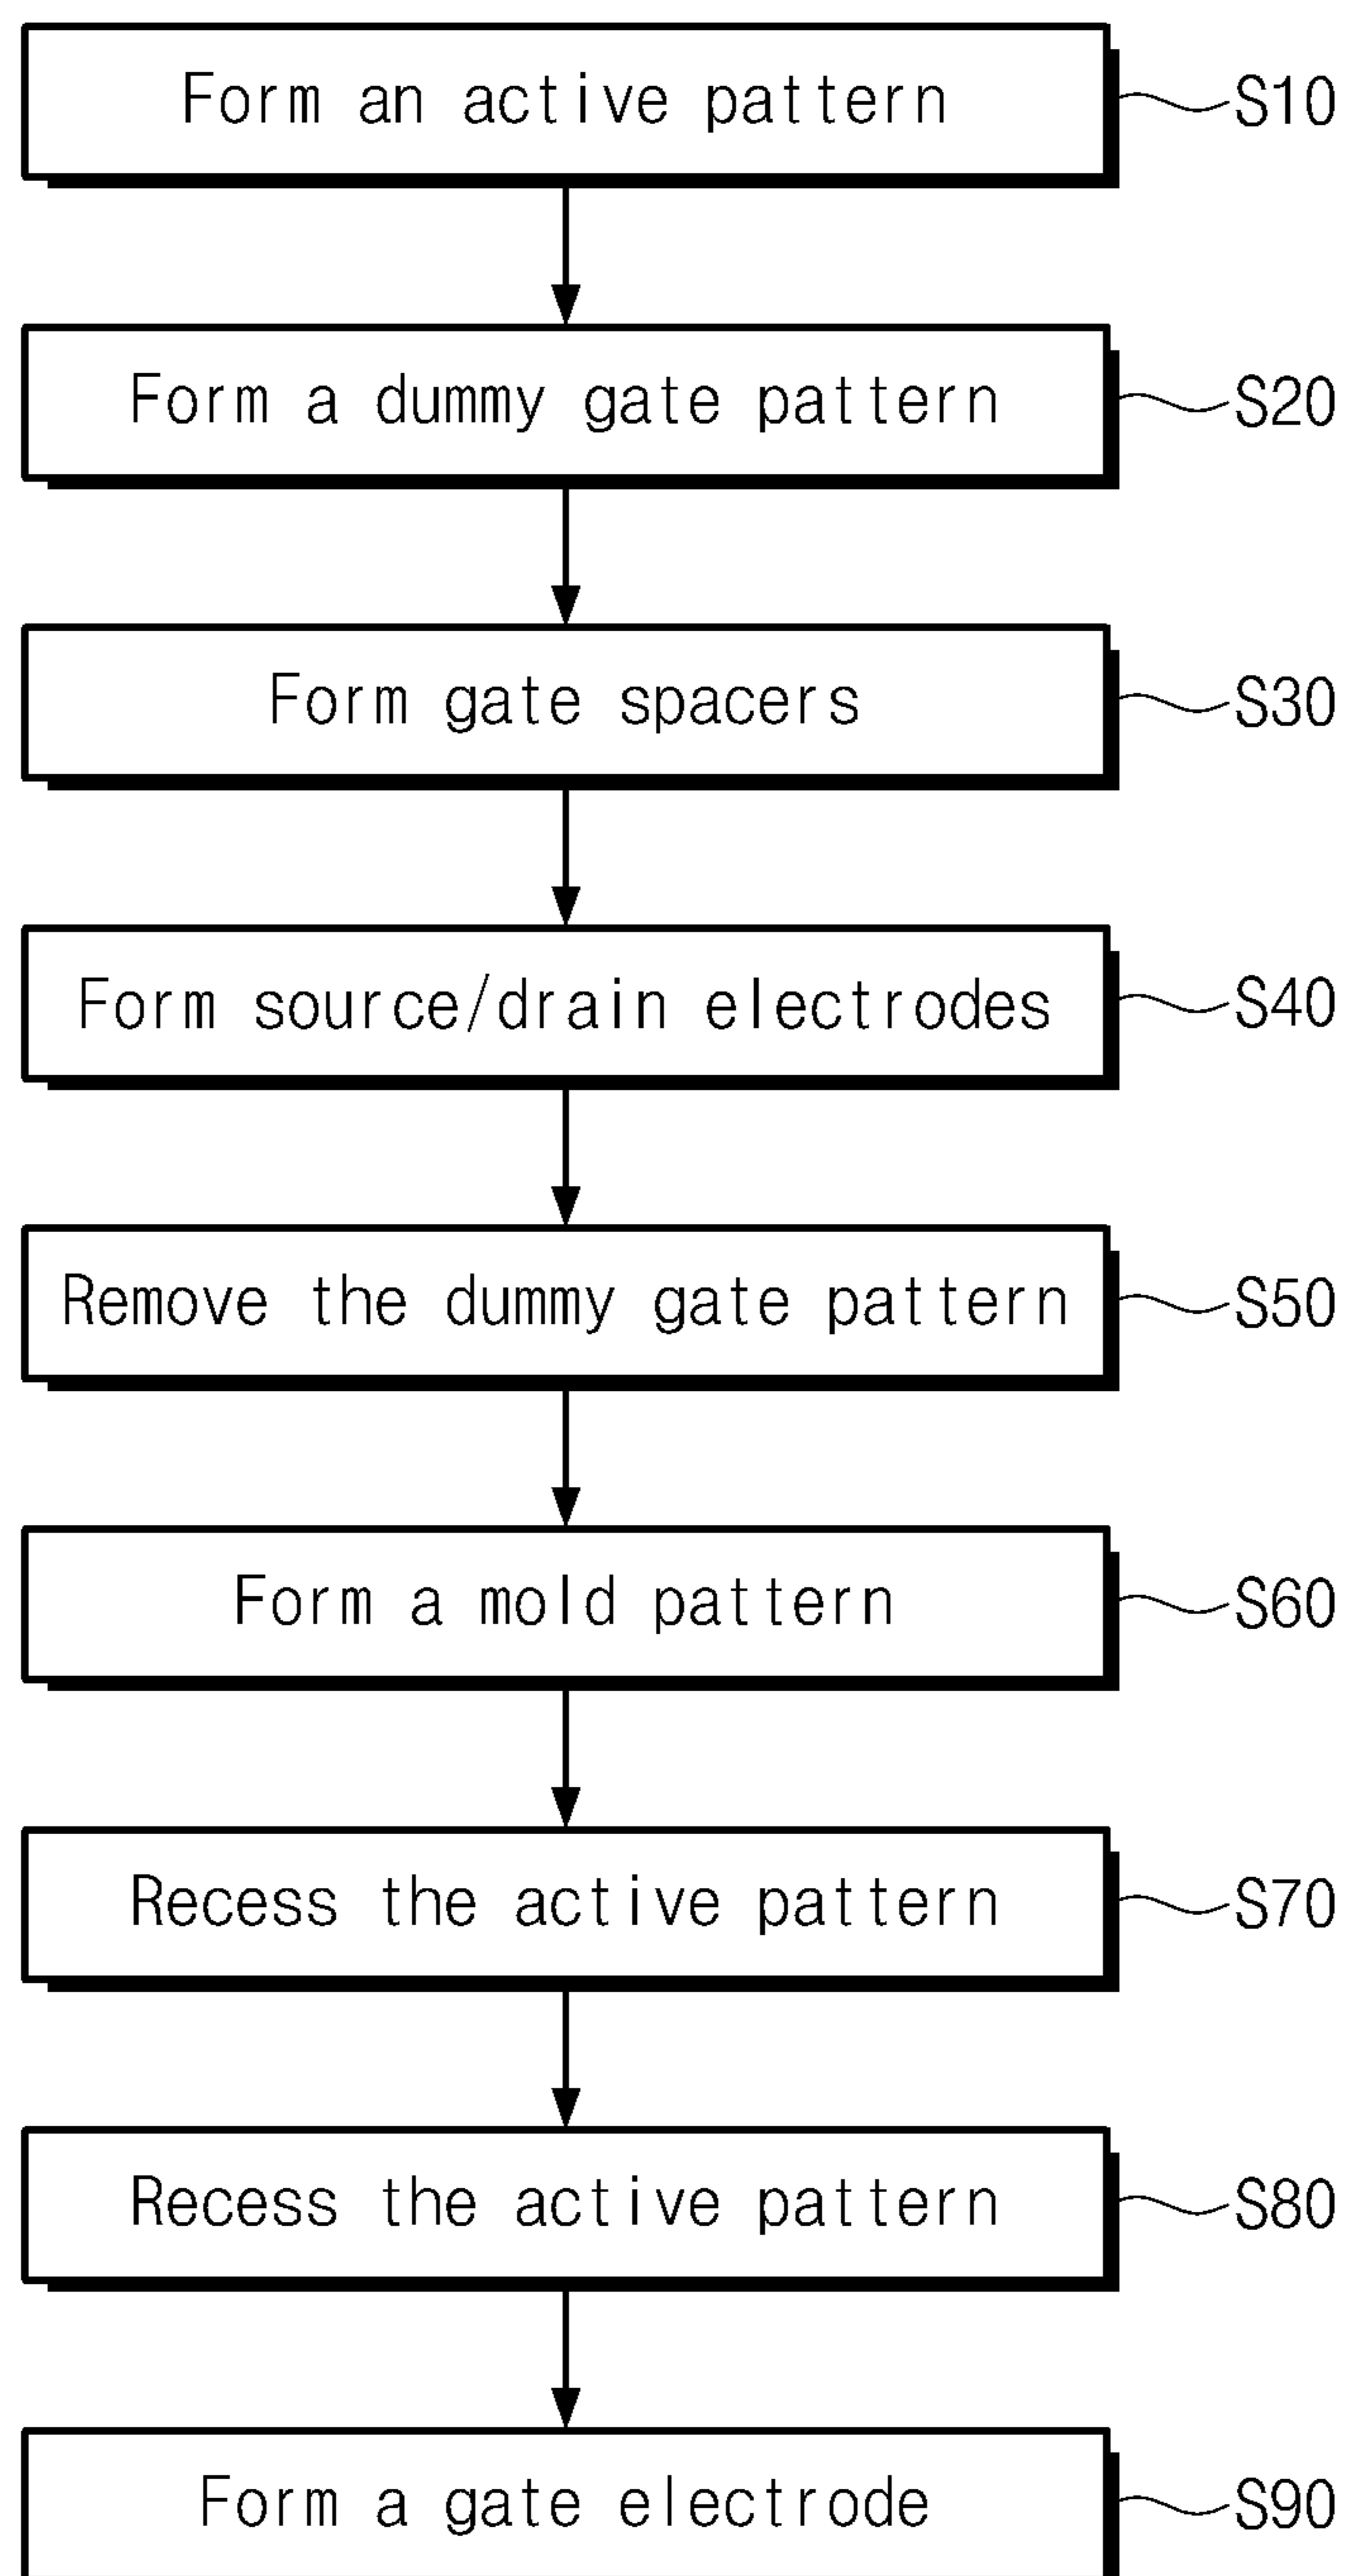 Form an active pattern S10
Form a dummy gate pattern S20
Form gate spacers S30
Form source/drain electrodes S40
Remove the dummy gate pattern S50
Form a mold pattern S60
Recess the active pattern S70
Recess the active pattern S80
Form a gate electrode S90